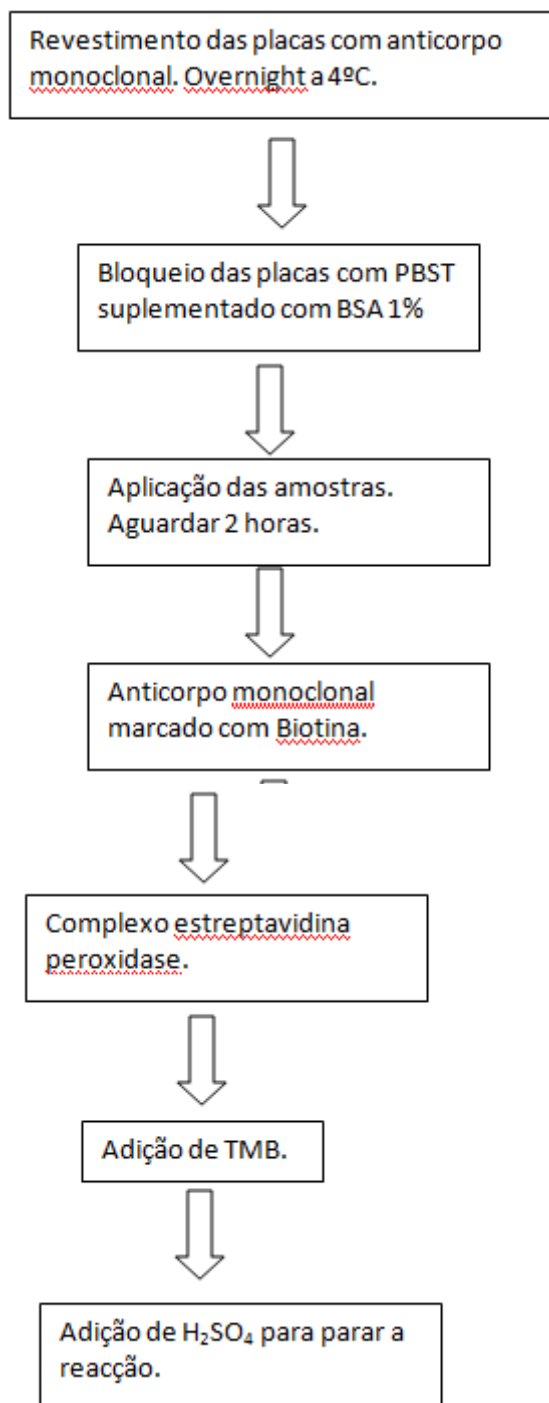 Revestimento das placas com anticorpo
monoclonal. Overnight a 4ºC.
Bloqueio das placas com PBST
suplementado com BSA 1%
Aplicação das amostras.
Aguardar 2 horas.
Anticorpo monoclonal
marcado com Biotina.
Complexo estreptavidina
peroxidase.
Adição de TMB.
Adição de H₂SO₄ para parar a
reacção.